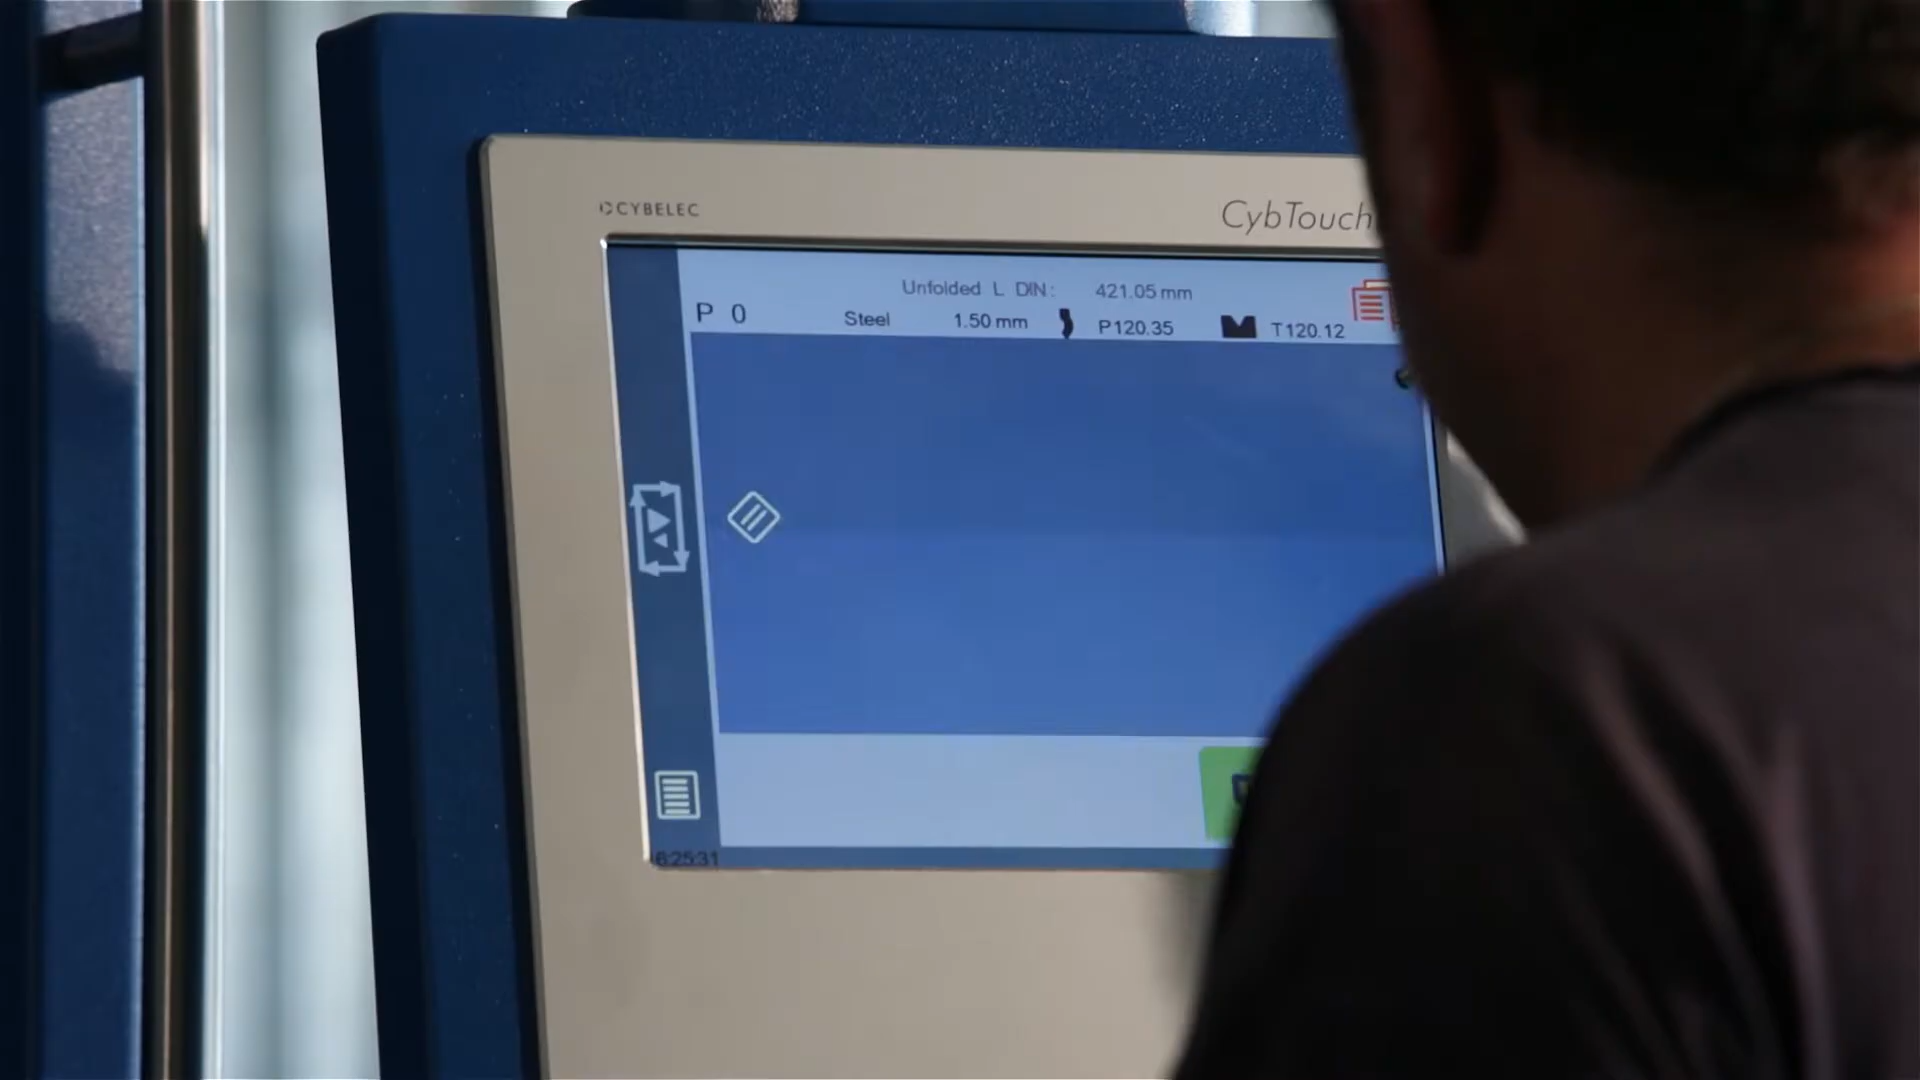 CYBELEC
CybTouch
Unfolded L DIN: 421.05 mm
P 0
Steel 1.50 mm P120.35 T120.12
6:25:31